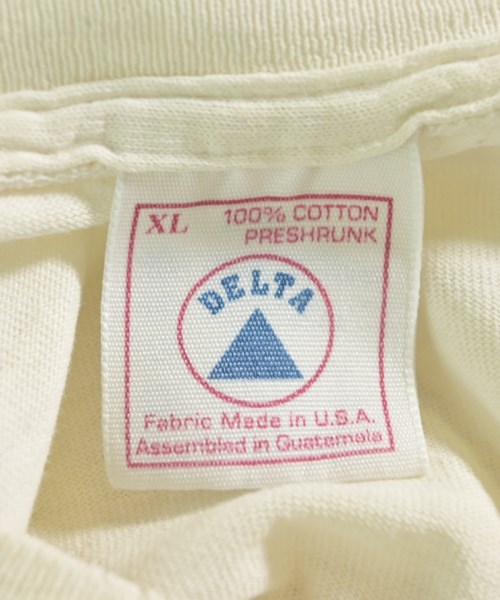 XL 100% COTTON
PRESHRUNK
DELTA
Fabric Made in U.S.A.
Assembled in Guatemala